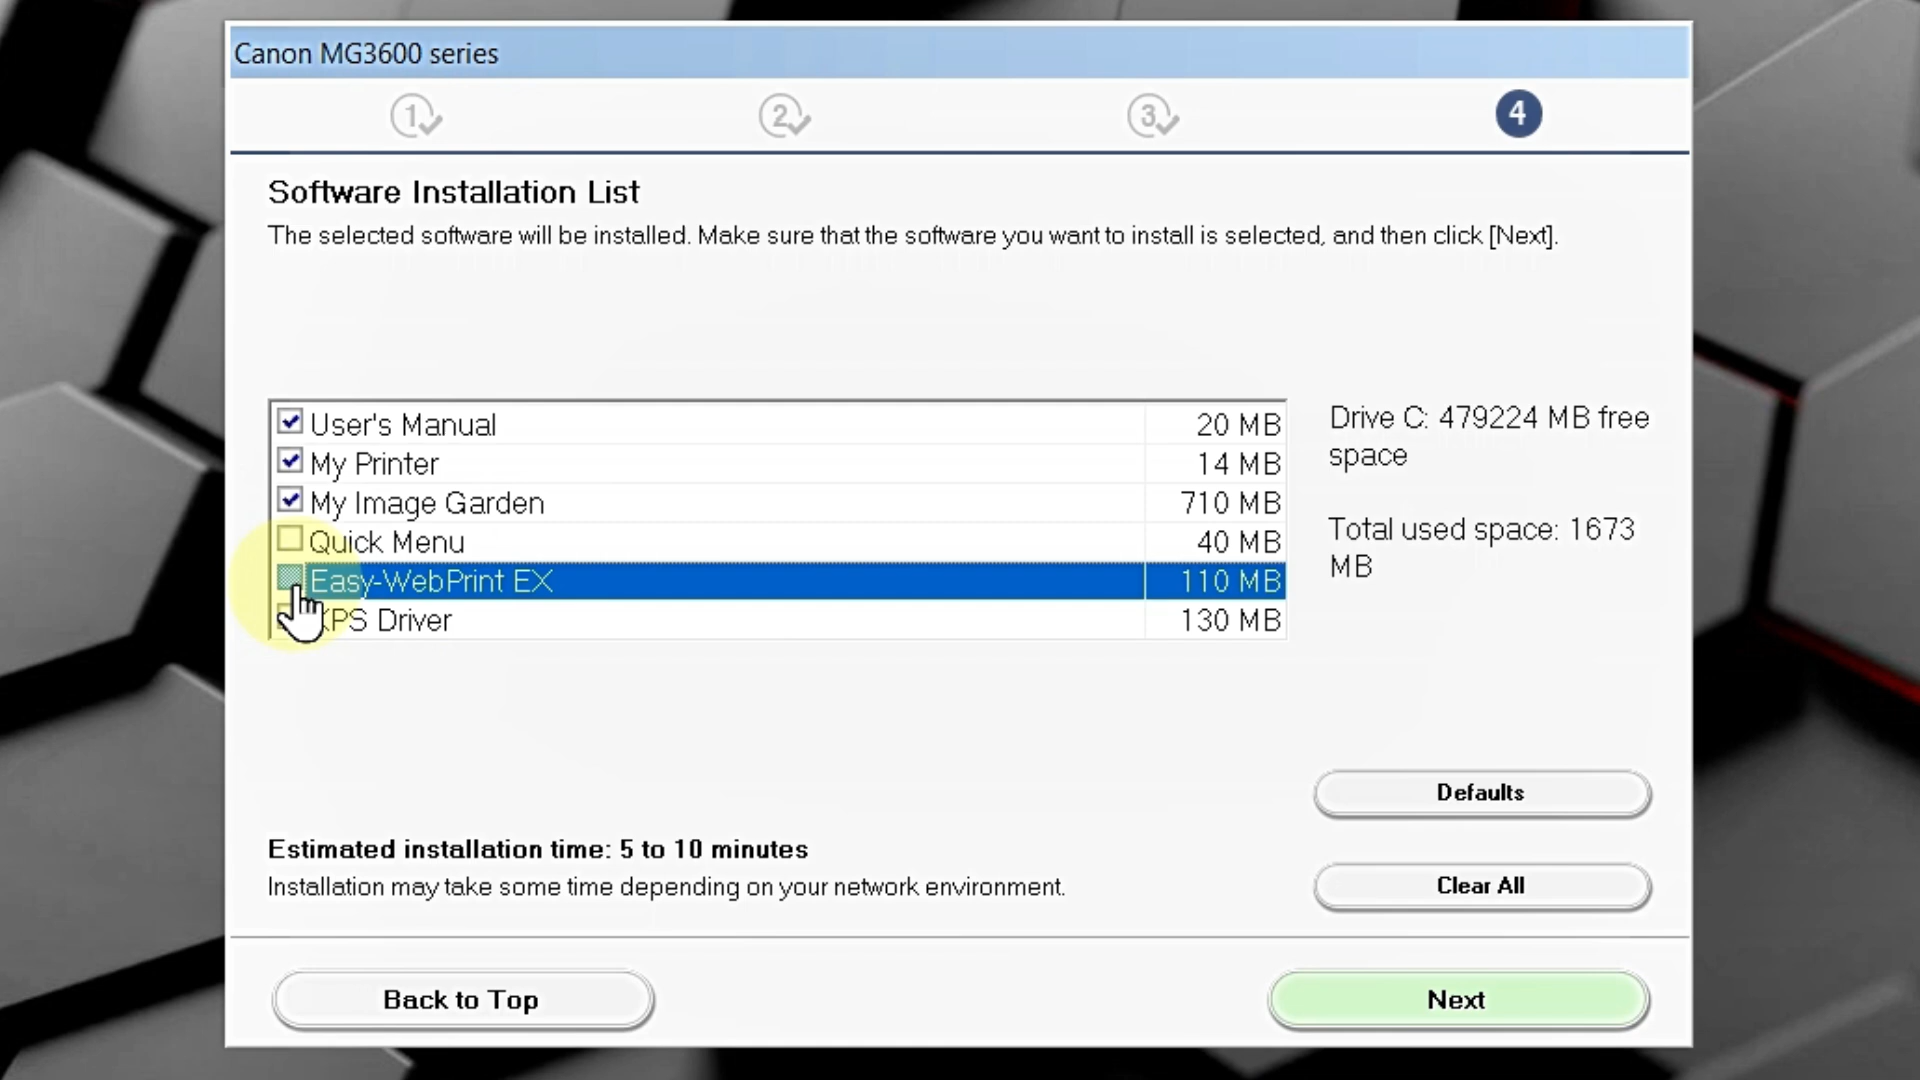 Canon MG3600 series
1
2
3
4
Software Installation List
The selected software will be installed. Make sure that the software you want to install is selected, and then click [Next].
User's Manual 20 MB
My Printer 14 MB
My Image Garden 710 MB
Quick Menu 40 MB
Easy-WebPrint EX 110 MB
XPS Driver 130 MB
Drive C: 479224 MB free
space
Total used space: 1673
MB
Defaults
Estimated installation time: 5 to 10 minutes
Installation may take some time depending on your network environment.
Clear All
Back to Top
Next